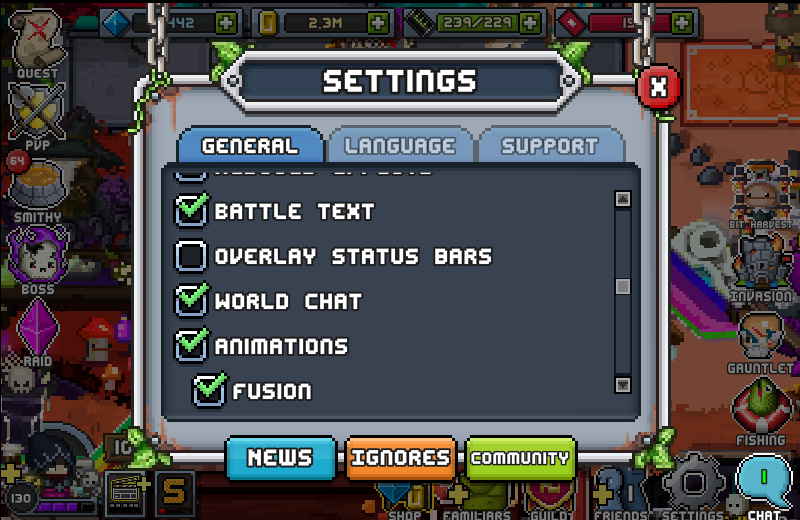 2.3M
239/229
QUEST
SETTINGS
X
PVP
GENERAL
LANGUAGE
SUPPORT
64
SMITHY
BATTLE TEXT
BIT HARVEST
OVERLAY STATUS BARS
BOSS
INVASION
WORLD CHAT
RAID
ANIMATIONS
GAUNTLET
FUSION
FISHING
NEWS
IGNORES
COMMUNITY
130
S
SHOP
FAMILIARS
GUILD
FRIENDS
SETTINGS
CHAT